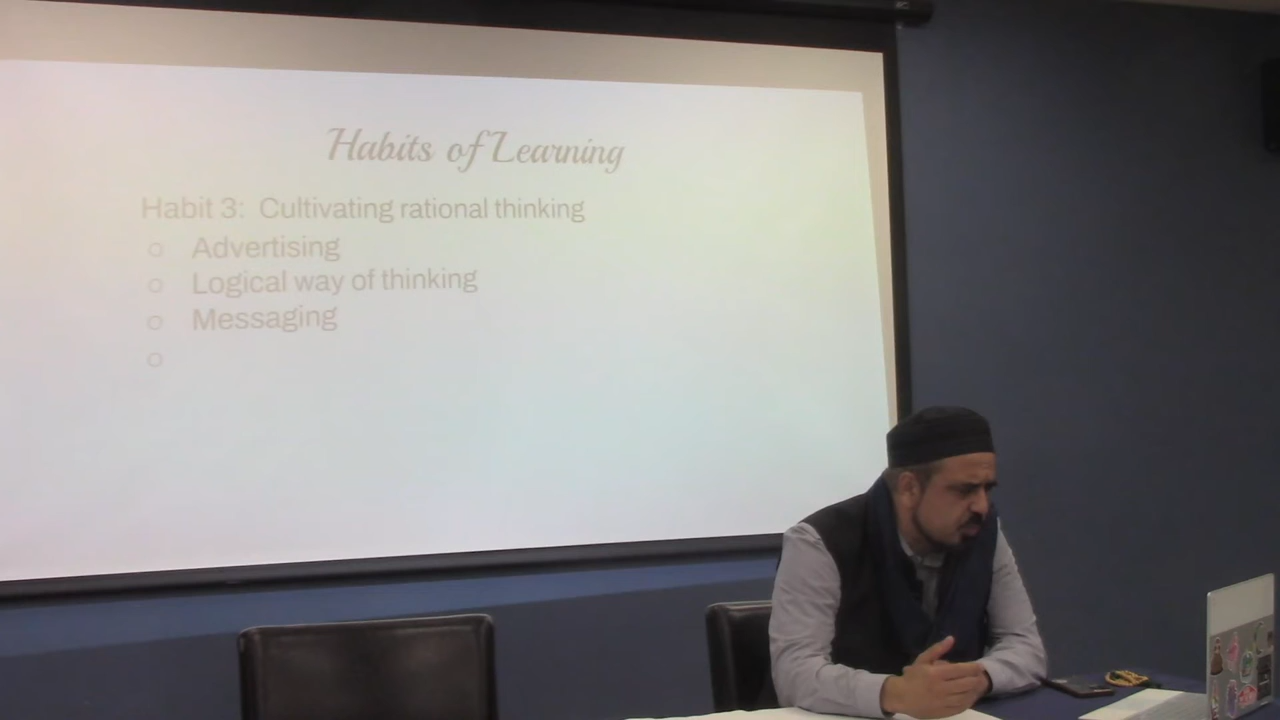 Habits of Learning
Habit 3: Cultivating rational thinking
○ Advertising
○ Logical way of thinking
○ Messaging
○